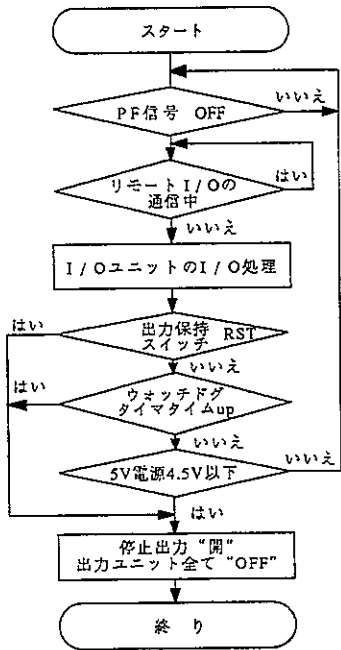 スタート
PF信号 OFF
いいえ
リモートI/Oの
通信中
はい
いいえ
I/OユニットのI/O処理
はい
出力保持
スイッチ RST
いいえ
はい
ウォッチドグ
タイマタイムup
いいえ
5V電源4.5V以下
いいえ
はい
停止出力“開”
出力ユニット全て“OFF”
終り